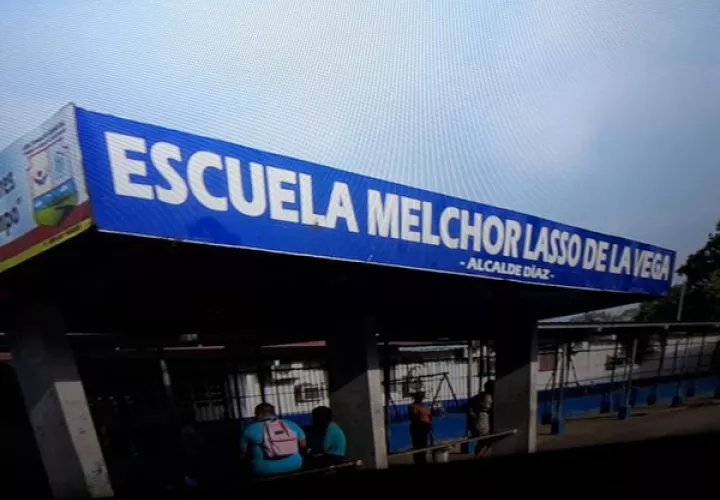 ESCUELA MELCHOR LASSO DE LA VEGA
- ALCALDE DÍAZ -